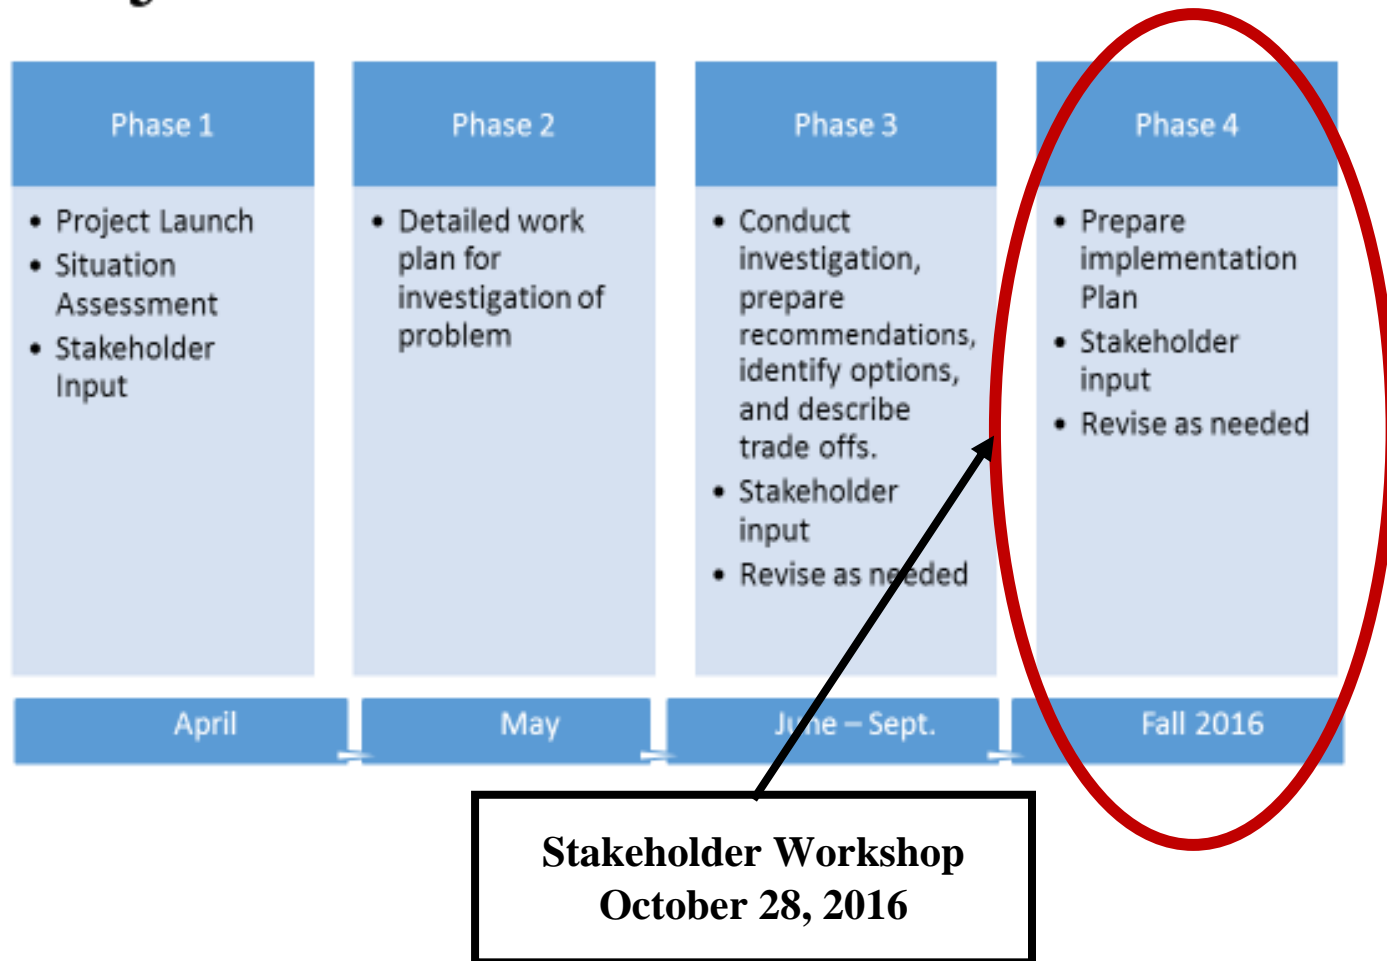 Phase 1
• Project Launch
• Situation
Assessment
• Stakeholder
Input
Phase 2
• Detailed work
plan for
investigation of
problem
Phase 3
• Conduct
investigation,
prepare
recommendations,
identify options,
and describe
trade offs.
• Stakeholder
input
• Revise as needed
Phase 4
• Prepare
implementation
Plan
• Stakeholder
input
• Revise as needed
April
May
June – Sept.
Fall 2016
Stakeholder Workshop
October 28, 2016